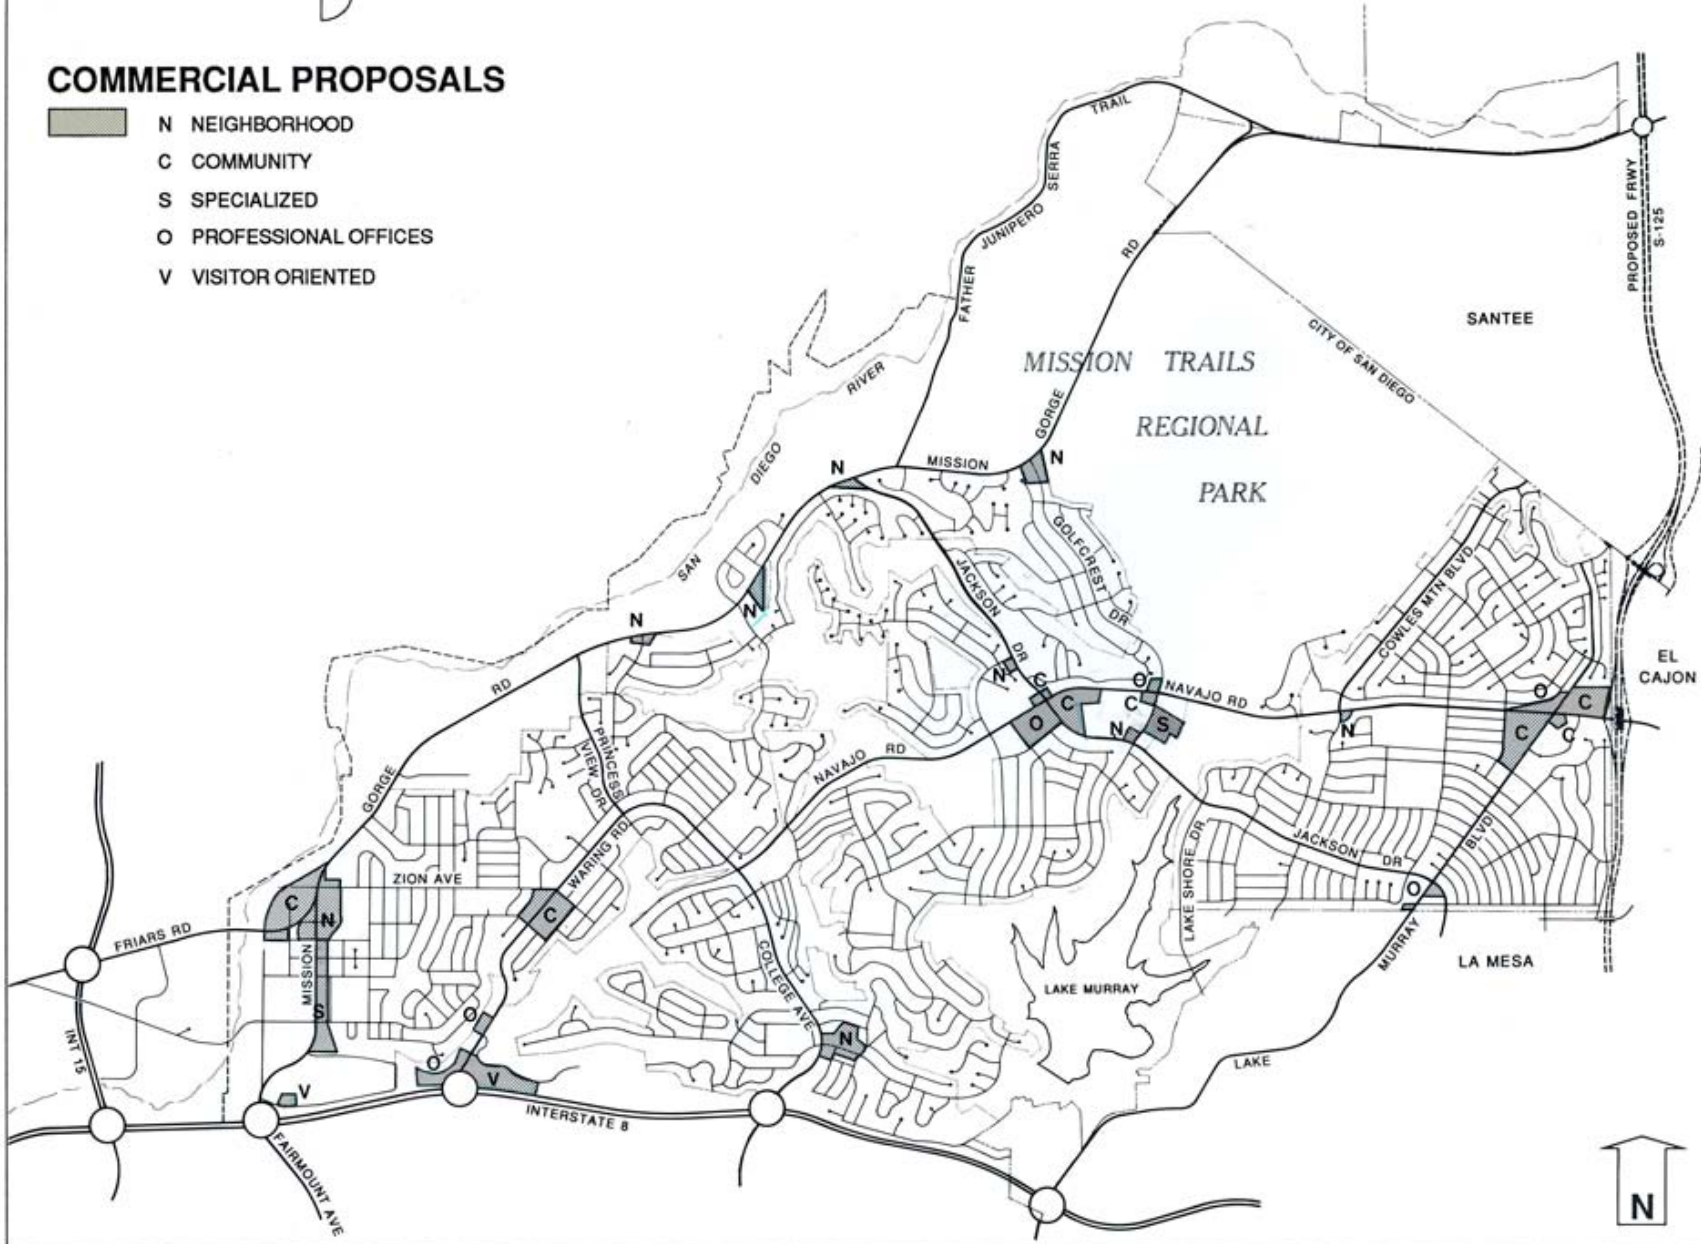 COMMERCIAL PROPOSALS
N NEIGHBORHOOD
C COMMUNITY
S SPECIALIZED
O PROFESSIONAL OFFICES
V VISITOR ORIENTED
TRAIL
SERRA
JUNIPERO
FATHER
RD
PROPOSED FRWY
S-125
SANTEE
CITY OF SAN DIEGO
MISSION TRAILS
REGIONAL
PARK
RIVER
DIEGO
SAN
GORGE
MISSION
N
N
N
N
GOLFCREST
DR
JACKSON
DR
COWLES MTN BLVD
EL
CAJON
N
C
C
O
O
C
N
S
NAVAJO RD
N
O
C
C
C
RD
GORGE
PRINCESS
VIEW DR
NAVAJO RD
WARING RD
ZION AVE
C
N
C
FRIARS RD
MISSION
S
O
O
V
V
INT 15
COLLEGE AVE
N
LAKE MURRAY
LAKE SHORE DR
JACKSON DR
O
BLVD
MURRAY
LA MESA
LAKE
INTERSTATE 8
FAIRMOUNT AVE
N